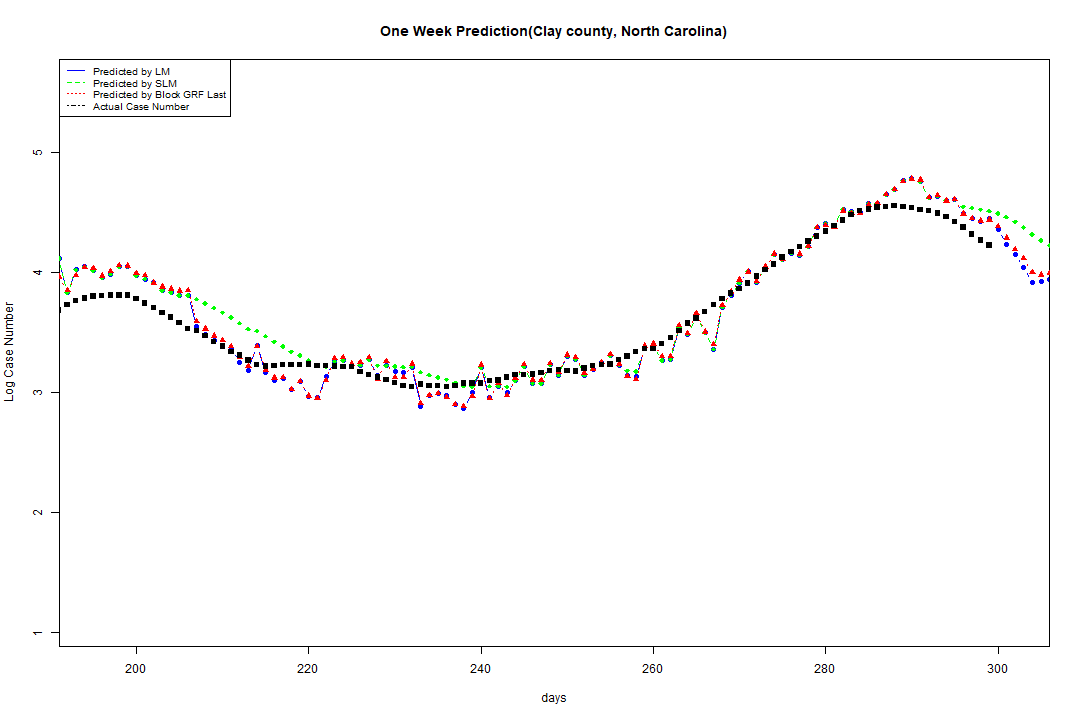 One Week Prediction(Clay county, North Carolina)
Predicted by LM
Predicted by SLM
Predicted by Block GRF Last
Actual Case Number
5
4
3
2
1
Log Case Number
200 220 240 260 280 300
days